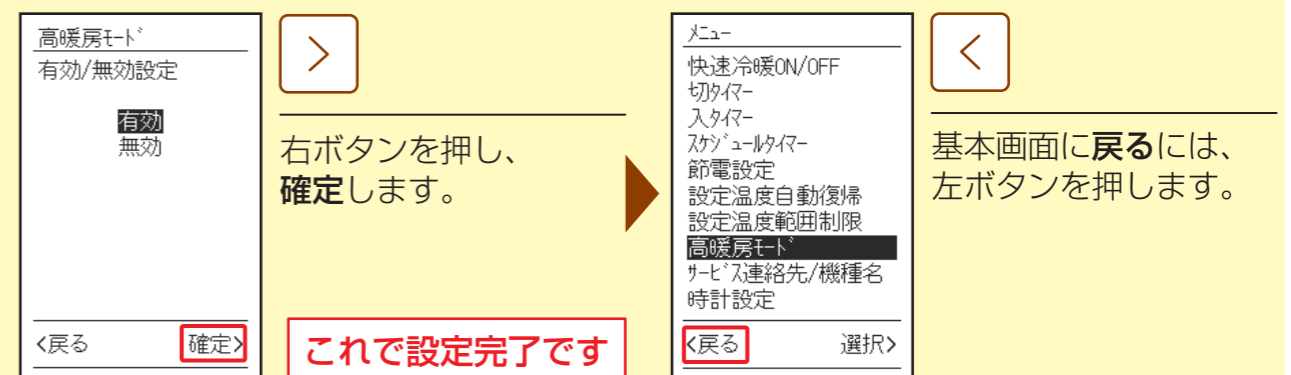 高暖房ﾓｰﾄﾞ
有効/無効設定
有効
無効
<戻る 確定>
>
右ボタンを押し、
確定します。
これで設定完了です
ﾒﾆｭｰ
快速冷暖ON/OFF
切ﾀｲﾏｰ
入ﾀｲﾏｰ
ｽｹｼﾞｭｰﾙﾀｲﾏｰ
節電設定
設定温度自動復帰
設定温度範囲制限
高暖房ﾓｰﾄﾞ
ｻｰﾋﾞｽ連絡先/機種名
時計設定
<戻る 選択>
<
基本画面に戻るには、
左ボタンを押します。